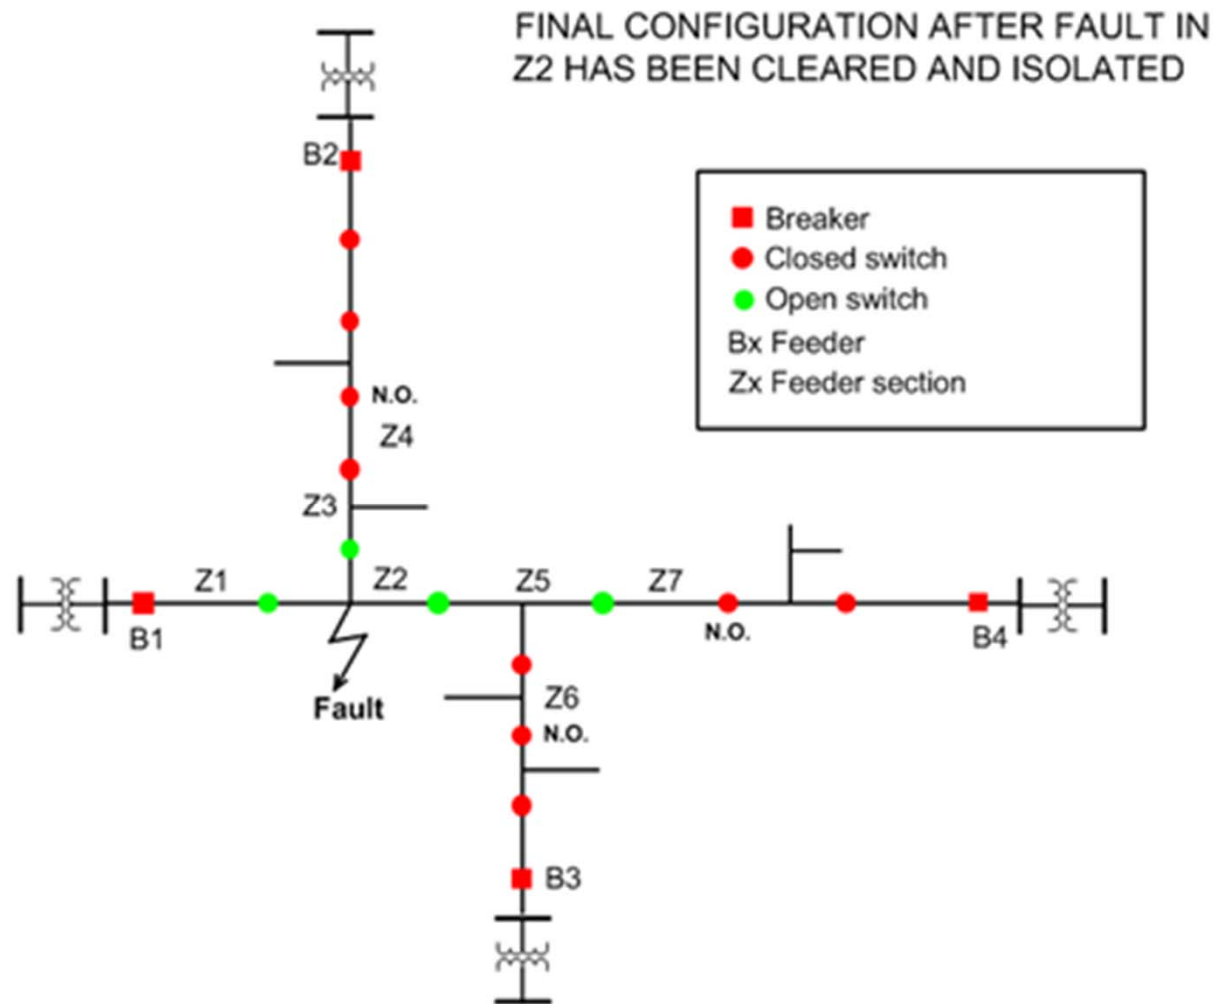 FINAL CONFIGURATION AFTER FAULT IN
Z2 HAS BEEN CLEARED AND ISOLATED
B2
Breaker
Closed switch
Open switch
Bx Feeder
Zx Feeder section
N.O.
Z4
Z3
Z1
Z2
Z5
Z7
B1
N.O.
B4
Fault
Z6
N.O.
B3